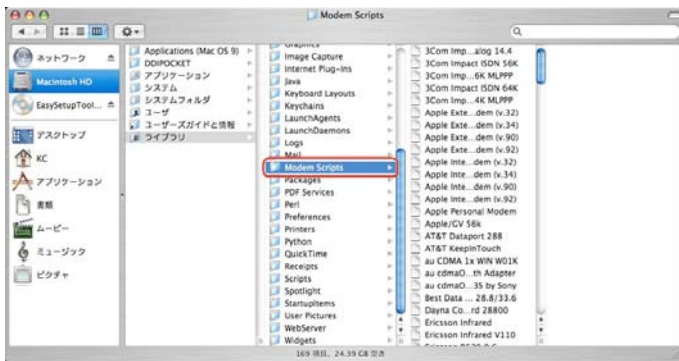 Modem Scripts
ネットワーク
Macintosh HD
EasySetupTool...
デスクトップ
KC
アプリケーション
書類
ムービー
ミュージック
ピクチャ
Applications (Mac OS 9)
DDIPOCKET
アプリケーション
システム
システムフォルダ
ユーザ
ユーザーズガイドと情報
ライブラリ
Graphics
Image Capture
Internet Plug-Ins
Java
Keyboard Layouts
Keychains
LaunchAgents
LaunchDaemons
Logs
Mail
Modem Scripts
Packages
PDF Services
Perl
Preferences
Printers
Python
QuickTime
Receipts
Scripts
Spotlight
StartupItems
User Pictures
WebServer
Widgets
3Com Imp...alog 14.4
3Com Impact ISDN 56K
3Com Imp...6K MLPPP
3Com Impact ISDN 64K
3Com Imp...4K MLPPP
Apple Exte...dem (v.32)
Apple Exte...dem (v.34)
Apple Exte...dem (v.90)
Apple Exte...dem (v.92)
Apple Inte...dem (v.32)
Apple Inte...dem (v.34)
Apple Inte...dem (v.90)
Apple Inte...dem (v.92)
Apple Personal Modem
Apple/GV 56k
AT&T Dataport 288
AT&T KeepInTouch
au CDMA 1x WIN W01K
au cdmaO...th Adapter
au cdmaO...35 by Sony
Best Data ... 28.8/33.6
Dayna Co...rd 28800
Ericsson Infrared
Ericsson Infrared V110
169 項目、24.39 GB 空き